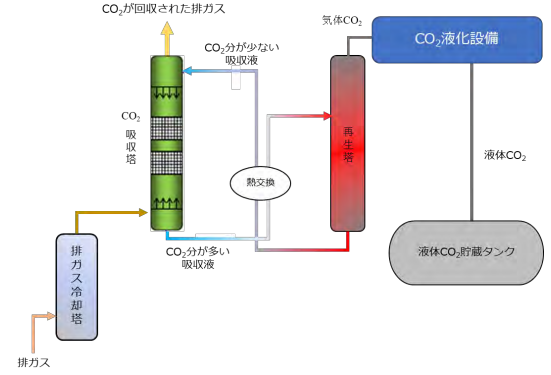 CO2が回収された排ガス
気体CO2
CO2液化設備
CO2分が少ない
吸収液
CO2
吸収塔
再生塔
液体CO2
熱交換
CO2分が多い
吸収液
排ガス冷却塔
液体CO2貯蔵タンク
排ガス